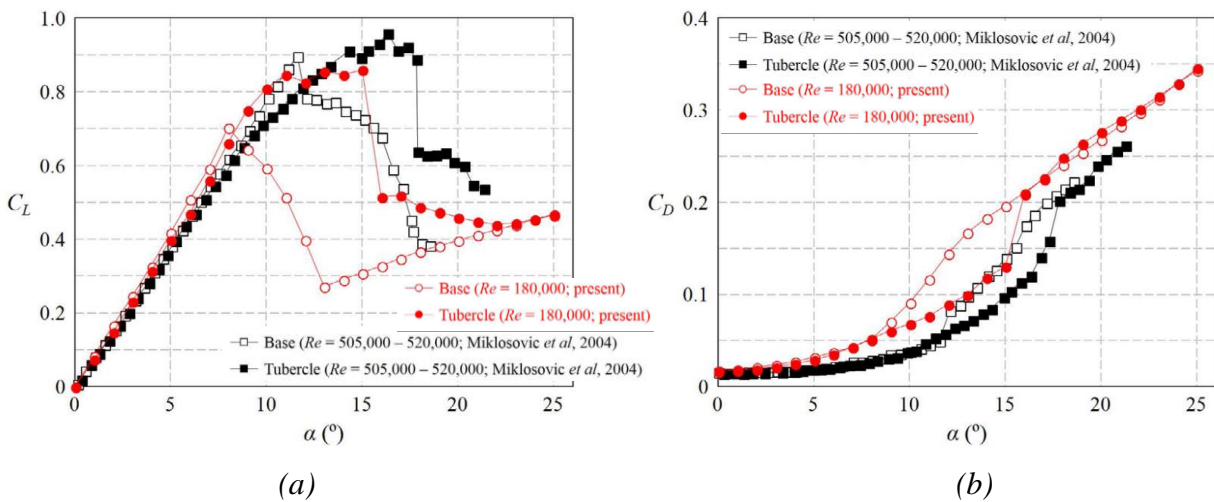 1.0
0.8
0.6
C_L
0.4
0.2
0
0
5
10
15
20
25
α (º)
Base (Re = 180,000; present)
Tubercle (Re = 180,000; present)
Base (Re = 505,000 – 520,000; Miklosovic et al, 2004)
Tubercle (Re = 505,000 – 520,000; Miklosovic et al, 2004)
(a)
0.4
0.3
C_D
0.2
0.1
0
0
5
10
15
20
25
α (º)
Base (Re = 505,000 – 520,000; Miklosovic et al, 2004)
Tubercle (Re = 505,000 – 520,000; Miklosovic et al, 2004)
Base (Re = 180,000; present)
Tubercle (Re = 180,000; present)
(b)